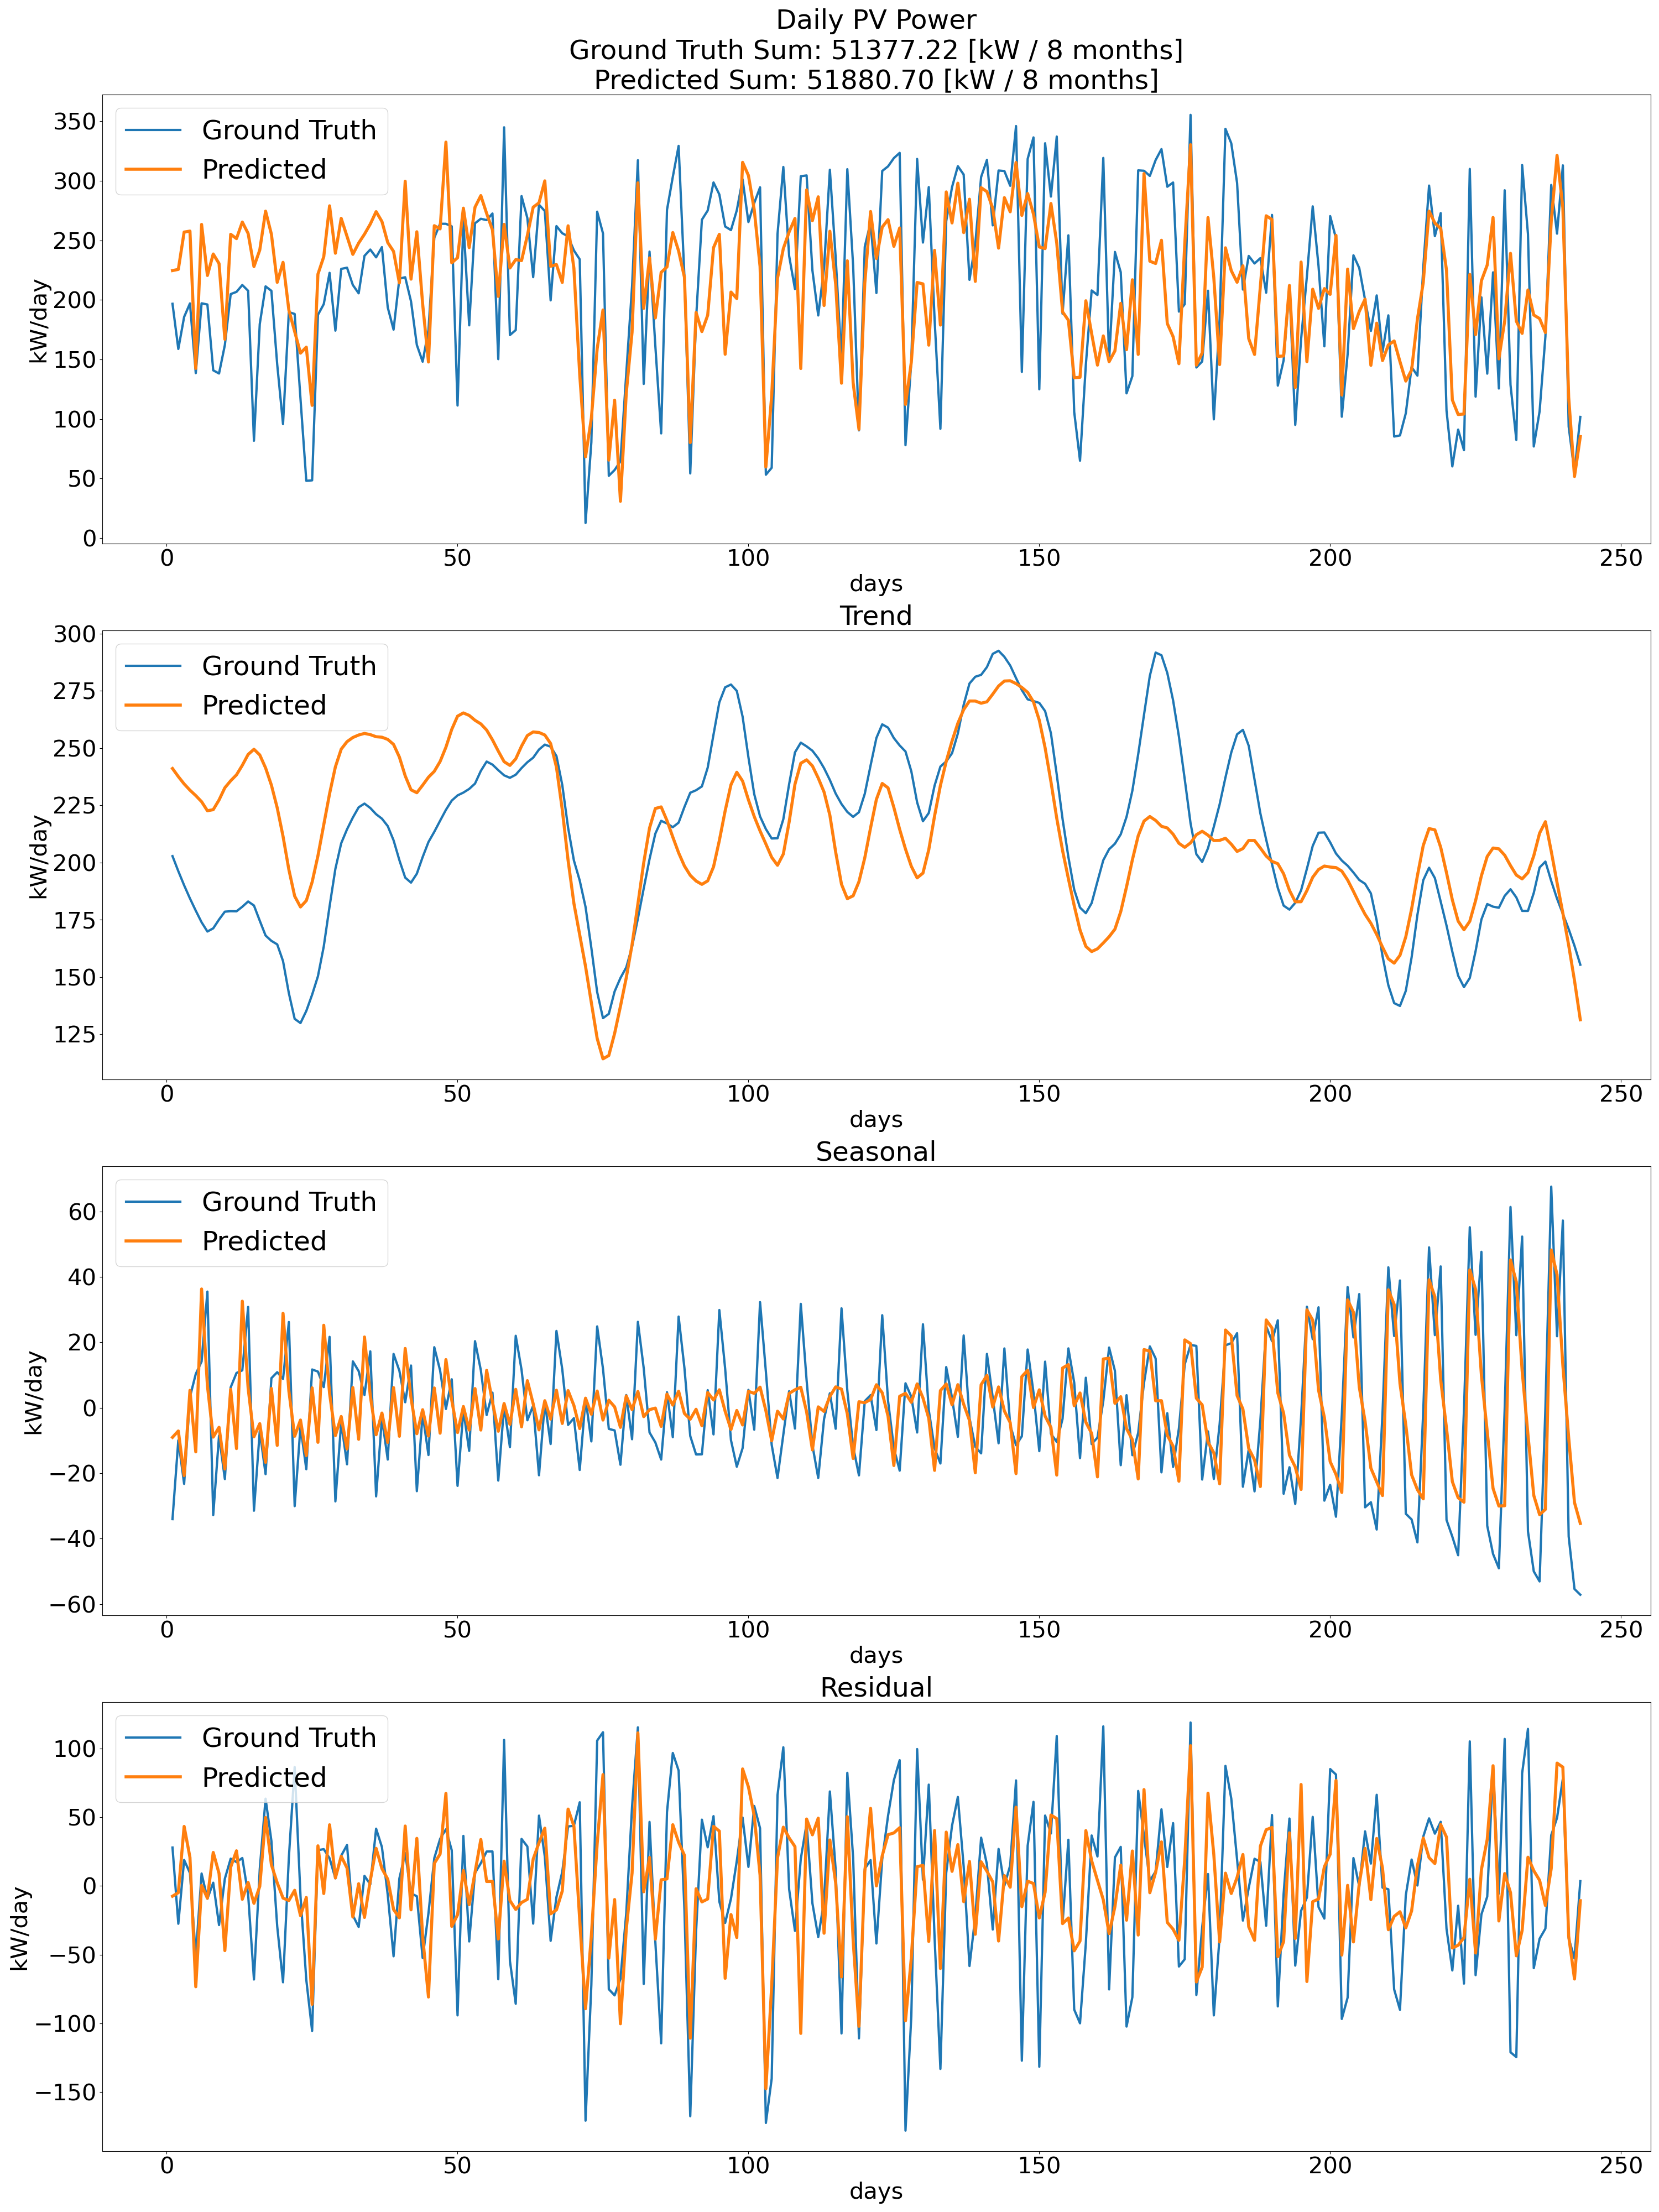 Daily PV Power
Ground Truth Sum: 51377.22 [kW / 8 months]
Predicted Sum: 51880.70 [kW / 8 months]
Ground Truth
Predicted
350
300
250
200
150
100
50
0
kW/day
0 50 100 150 200 250
days
Trend
Ground Truth
Predicted
300
275
250
225
200
175
150
125
kW/day
0 50 100 150 200 250
days
Seasonal
Ground Truth
Predicted
60
40
20
0
−20
−40
−60
kW/day
0 50 100 150 200 250
days
Residual
Ground Truth
Predicted
100
50
0
−50
−100
−150
kW/day
0 50 100 150 200 250
days